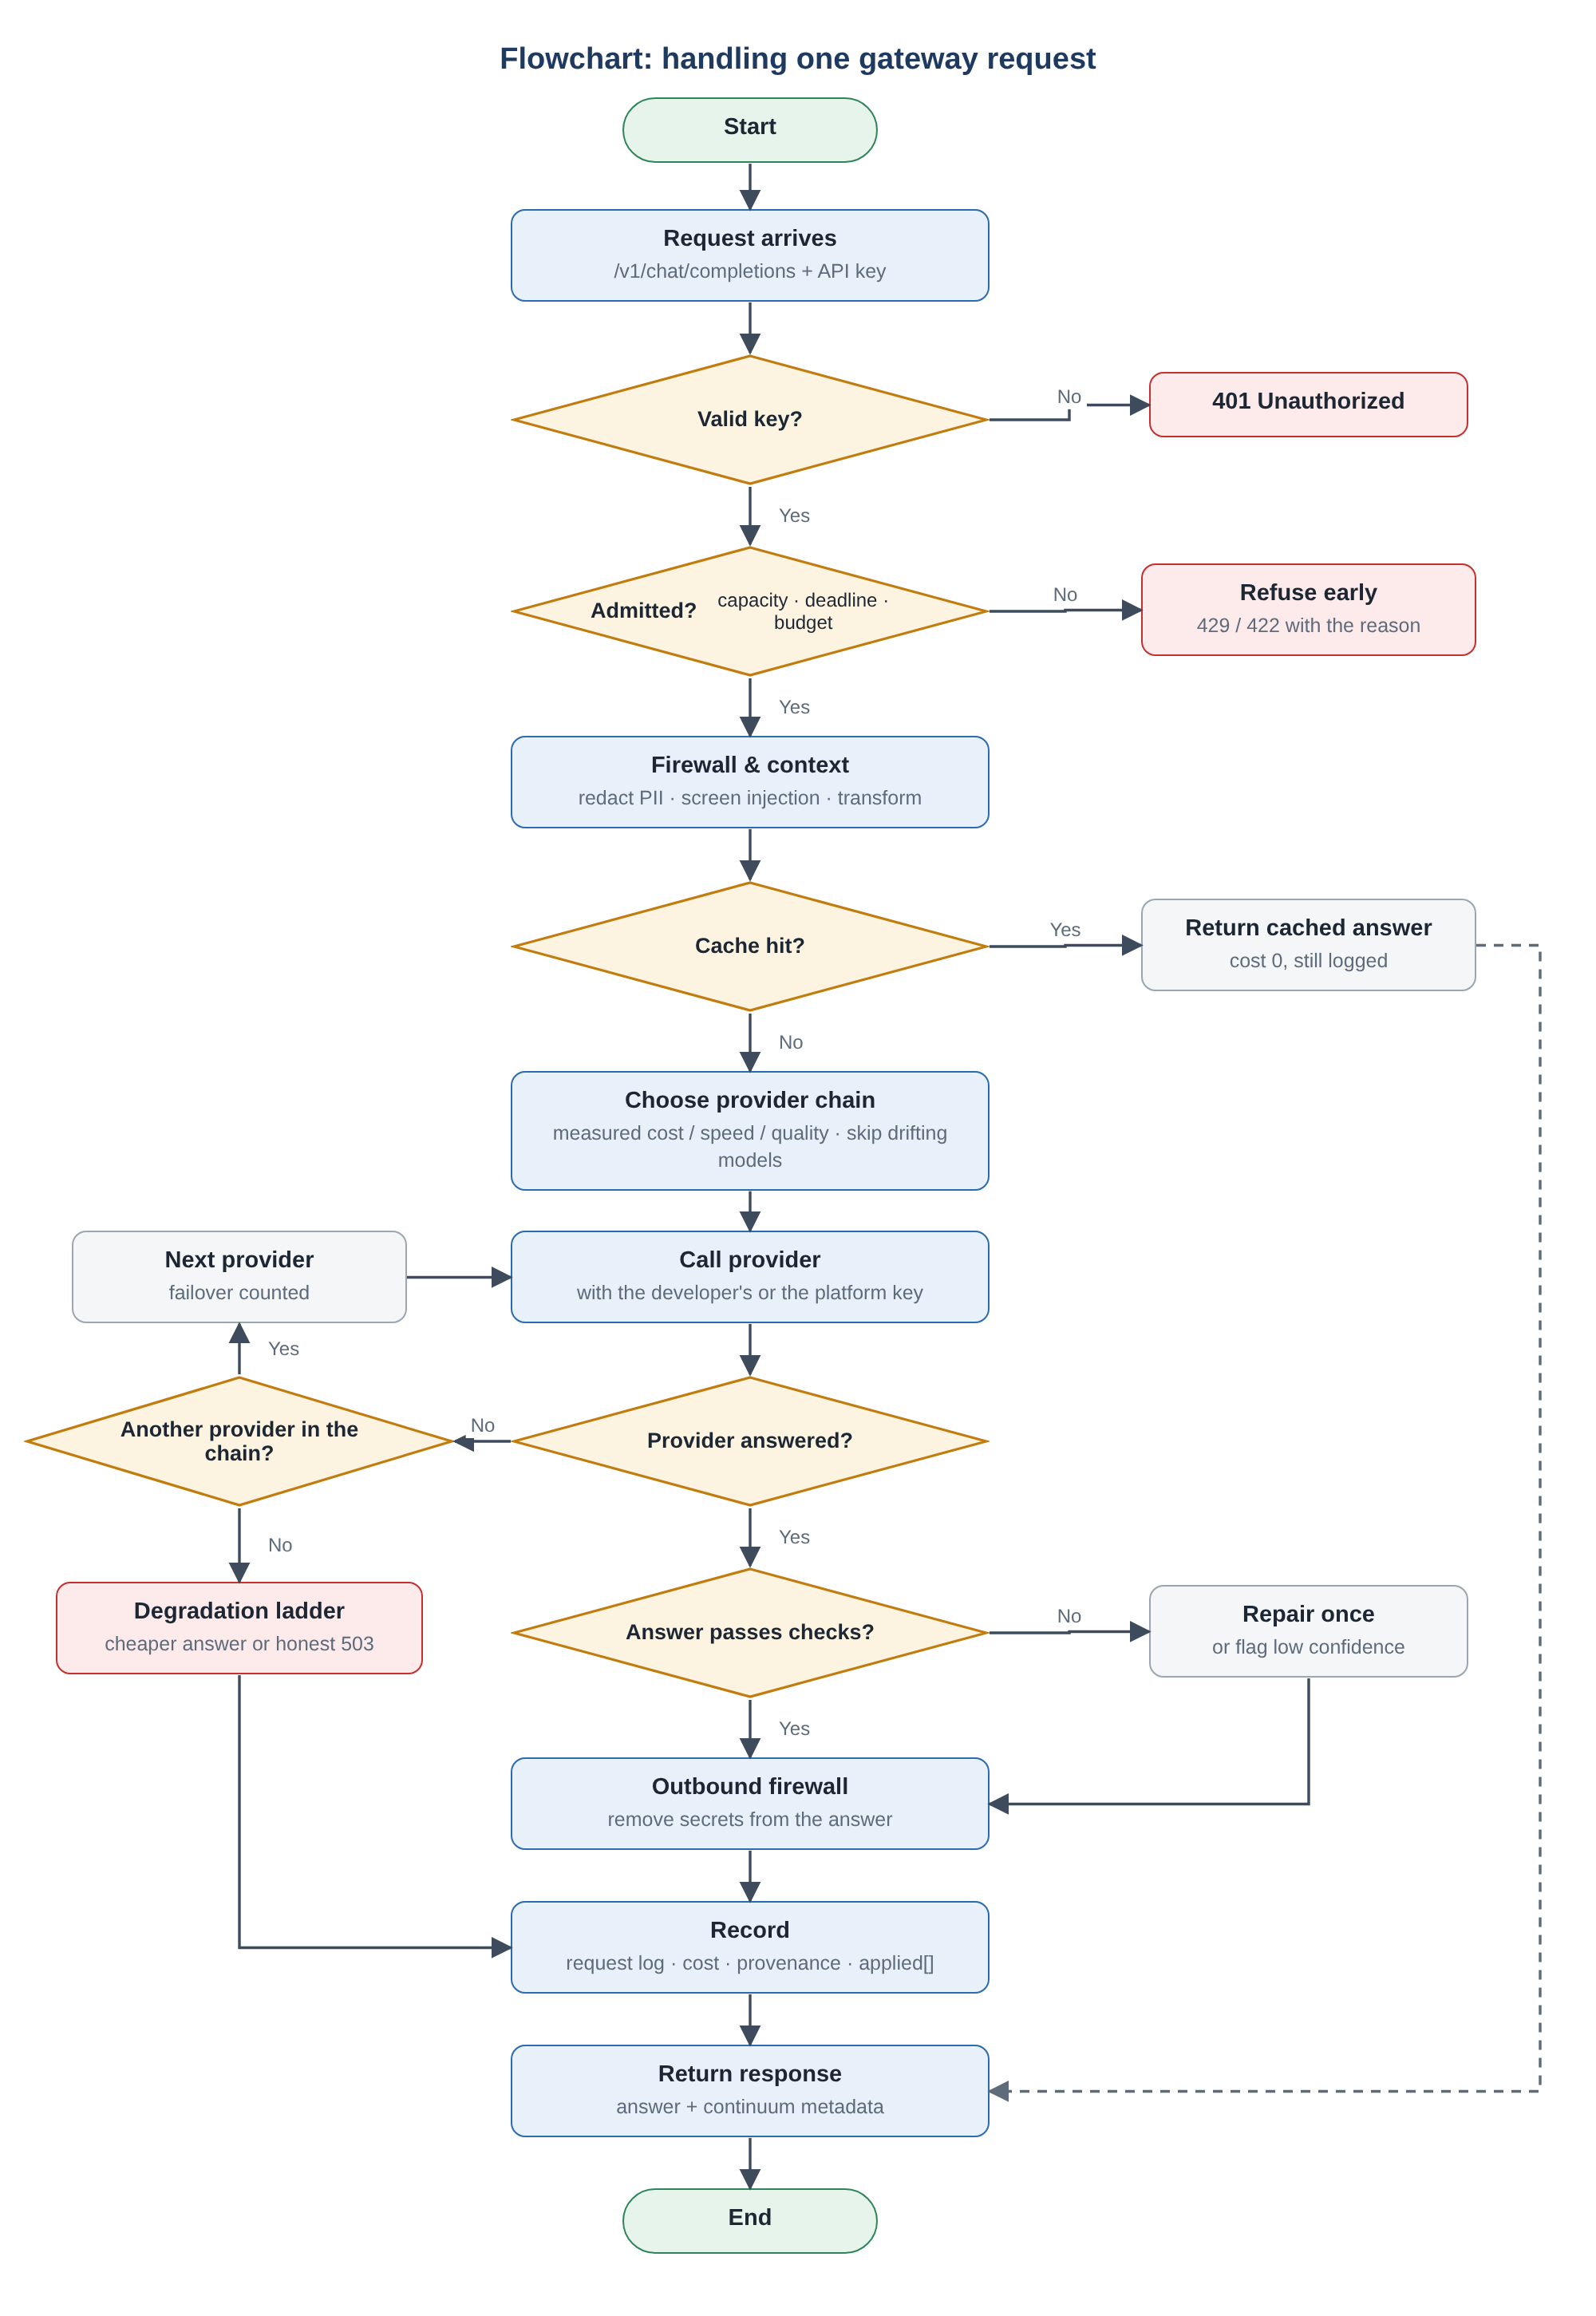 Flowchart: handling one gateway request
Start
Request arrives
/v1/chat/completions + API key
Valid key?
No
401 Unauthorized
Yes
Admitted?
capacity · deadline ·
budget
No
Refuse early
429 / 422 with the reason
Yes
Firewall & context
redact PII · screen injection · transform
Cache hit?
Yes
Return cached answer
cost 0, still logged
No
Choose provider chain
measured cost / speed / quality · skip drifting
models
Next provider
failover counted
Call provider
with the developer's or the platform key
Yes
Another provider in the
chain?
No
Provider answered?
No
Yes
Degradation ladder
cheaper answer or honest 503
Answer passes checks?
No
Repair once
or flag low confidence
Yes
Outbound firewall
remove secrets from the answer
Record
request log · cost · provenance · applied[]
Return response
answer + continuum metadata
End